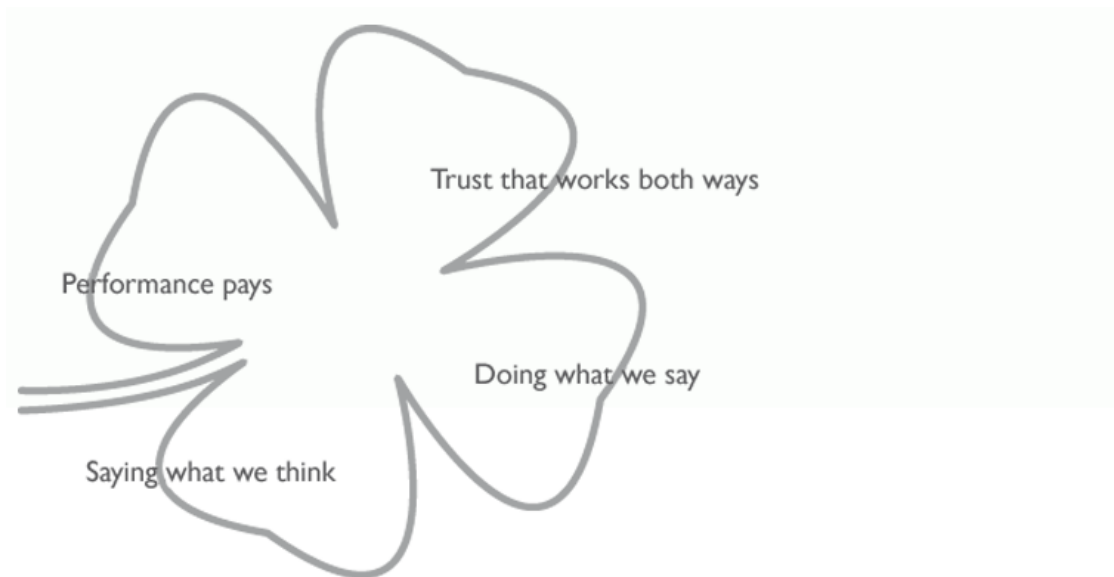 Trust that works both ways
Performance pays
Doing what we say
Saying what we think